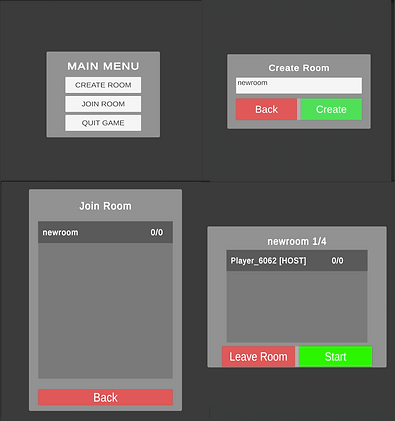 MAIN MENU
CREATE ROOM
JOIN ROOM
QUIT GAME
Create Room
newroom
Back Create
Join Room
newroom 0/0
Back
newroom 1/4
Player_6062 [HOST] 0/0
Leave Room Start